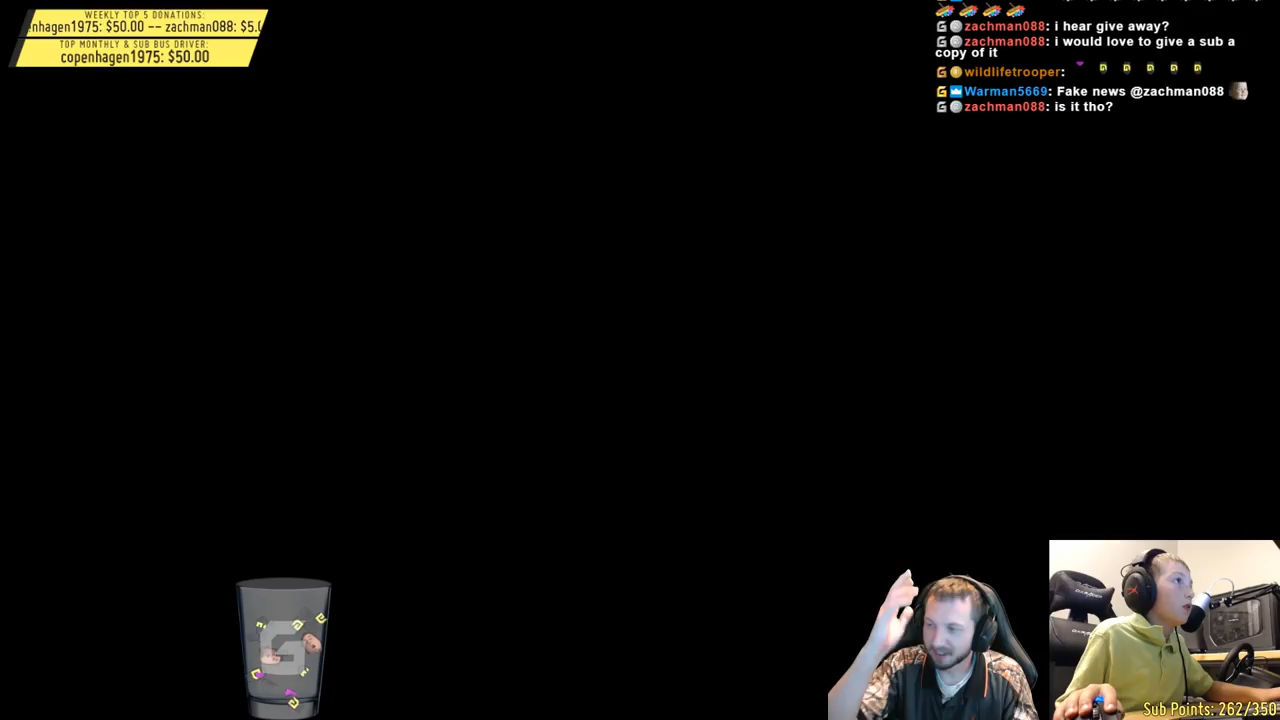 WEEKLY TOP 5 DONATIONS:
enhagen1975: $50.00 -- zachman088: $5.0
TOP MONTHLY & SUB BUS DRIVER:
copenhagen1975: $50.00
zachman088: i hear give away?
zachman088: i would love to give a sub a
copy of it
wildlifetrooper:
Warman5669: Fake news @zachman088
zachman088: is it tho?
G
Sub Points: 262/350